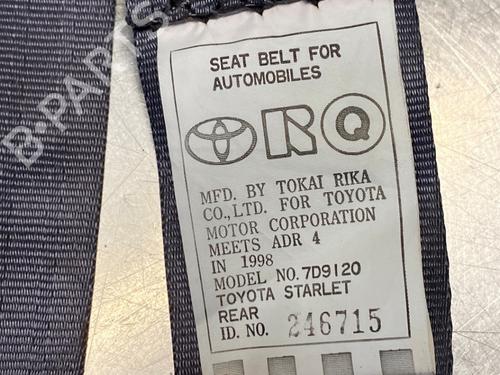 SEAT BELT FOR
AUTOMOBILES
R Q
MFD. BY TOKAI RIKA
CO., LTD. FOR TOYOTA
MOTOR CORPORATION
MEETS ADR 4
IN 1998
MODEL NO. 7D9120
TOYOTA STARLET
REAR
ID. NO. 246715
B-PARTS